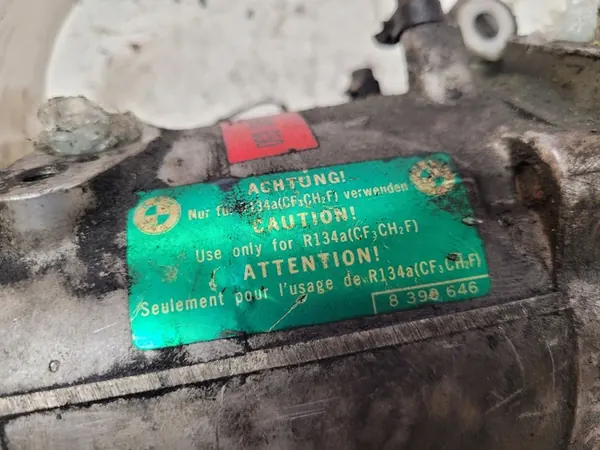 ACHTUNG!
Nur für R134a(CF₃CH₂F) verwenden
CAUTION!
Use only for R134a(CF₃CH₂F)
ATTENTION!
Seulement pour l'usage de R134a(CF₃CH₂F)
8 390 646